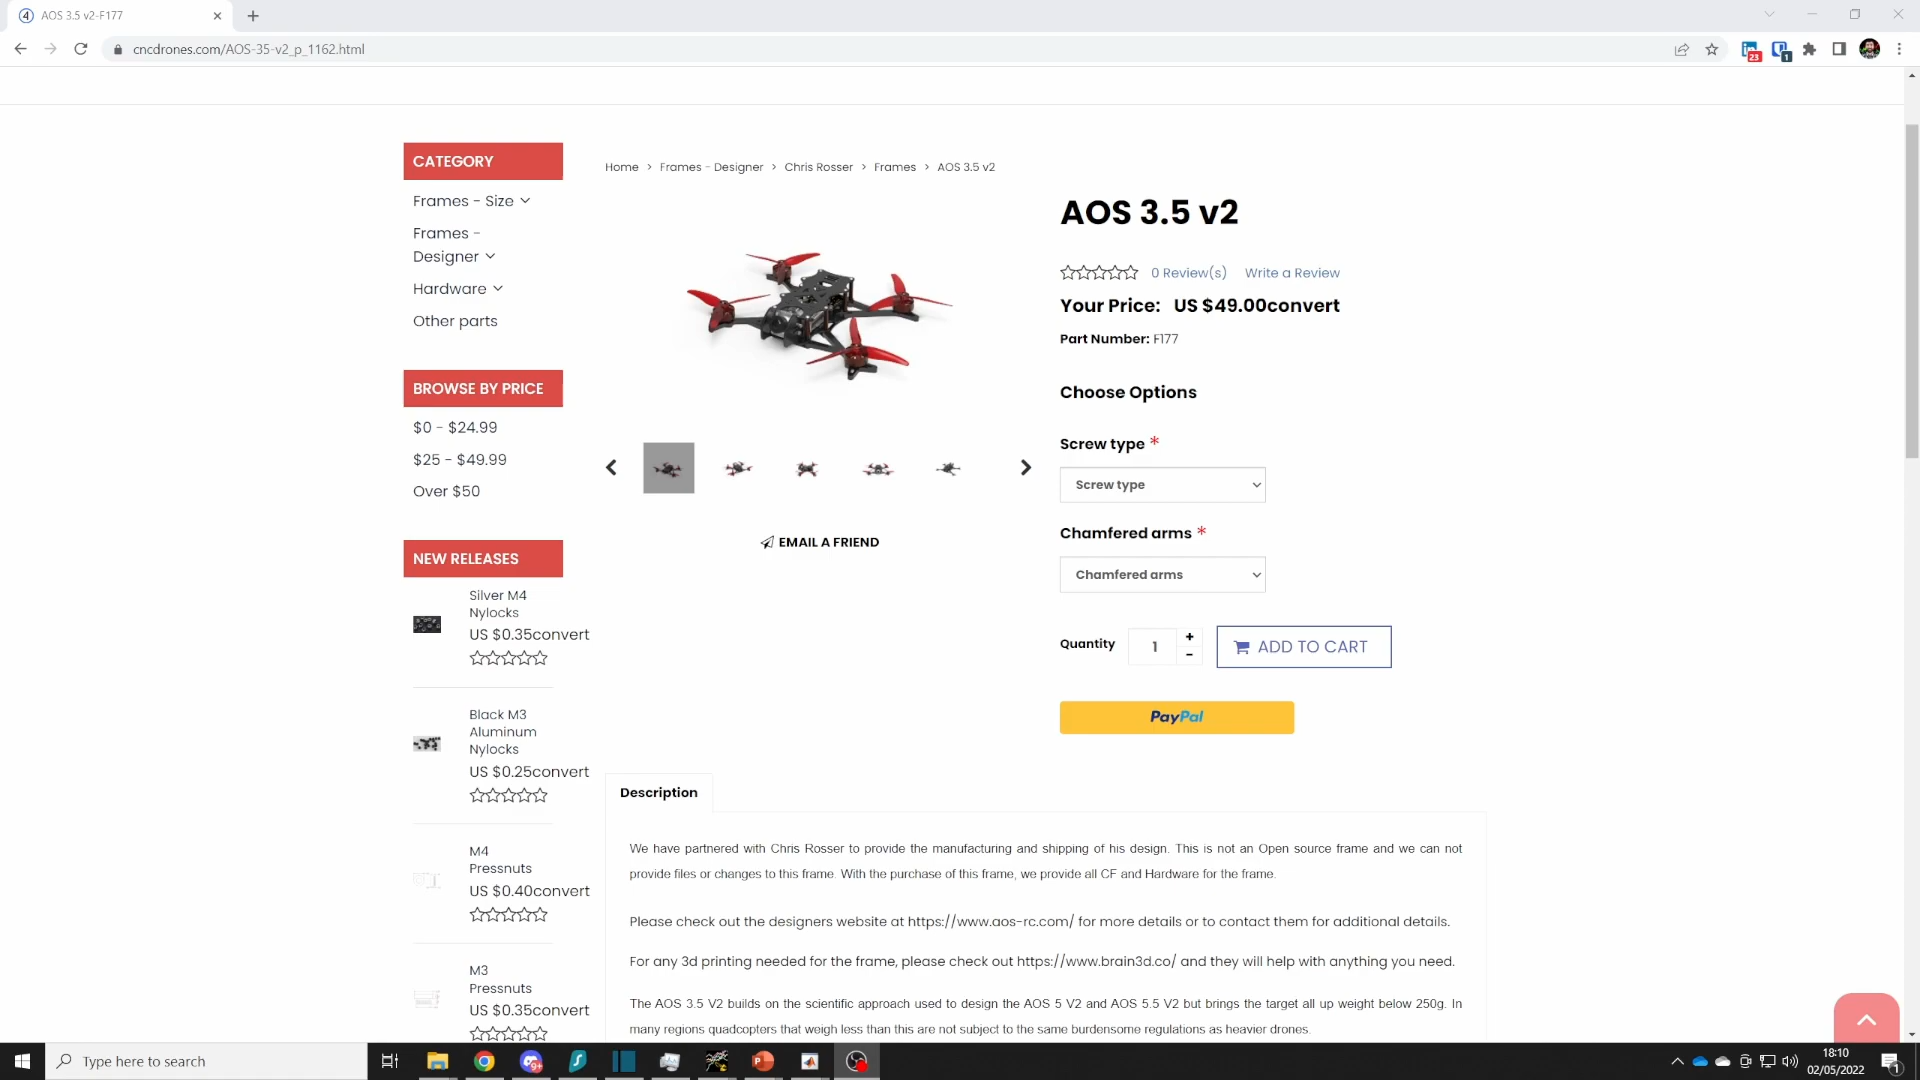 AOS 3.5 v2-F177
cncdrones.com/AOS-35-v2_p_1162.html
23
1
CATEGORY
Frames - Size
Frames -
Designer
Hardware
Other parts
BROWSE BY PRICE
$0 - $24.99
$25 - $49.99
Over $50
NEW RELEASES
Silver M4
Nylocks
US $0.35convert
Black M3
Aluminum
Nylocks
US $0.25convert
M4
Pressnuts
US $0.40convert
M3
Pressnuts
US $0.35convert
Home > Frames - Designer > Chris Rosser > Frames > AOS 3.5 v2
EMAIL A FRIEND
AOS 3.5 v2
0 Review(s) Write a Review
Your Price: US $49.00convert
Part Number: F177
Choose Options
Screw type *
Screw type
Chamfered arms *
Chamfered arms
Quantity 1 + - ADD TO CART
PayPal
Description
We have partnered with Chris Rosser to provide the manufacturing and shipping of his design. This is not an Open source frame and we can not
provide files or changes to this frame. With the purchase of this frame, we provide all CF and Hardware for the frame.
Please check out the designers website at https://www.aos-rc.com/ for more details or to contact them for additional details.
For any 3d printing needed for the frame, please check out https://www.brain3d.co/ and they will help with anything you need.
The AOS 3.5 V2 builds on the scientific approach used to design the AOS 5 V2 and AOS 5.5 V2 but brings the target all up weight below 250g. In
many regions quadcopters that weigh less than this are not subject to the same burdensome regulations as heavier drones.
Type here to search
9+
18:10
02/05/2022
1